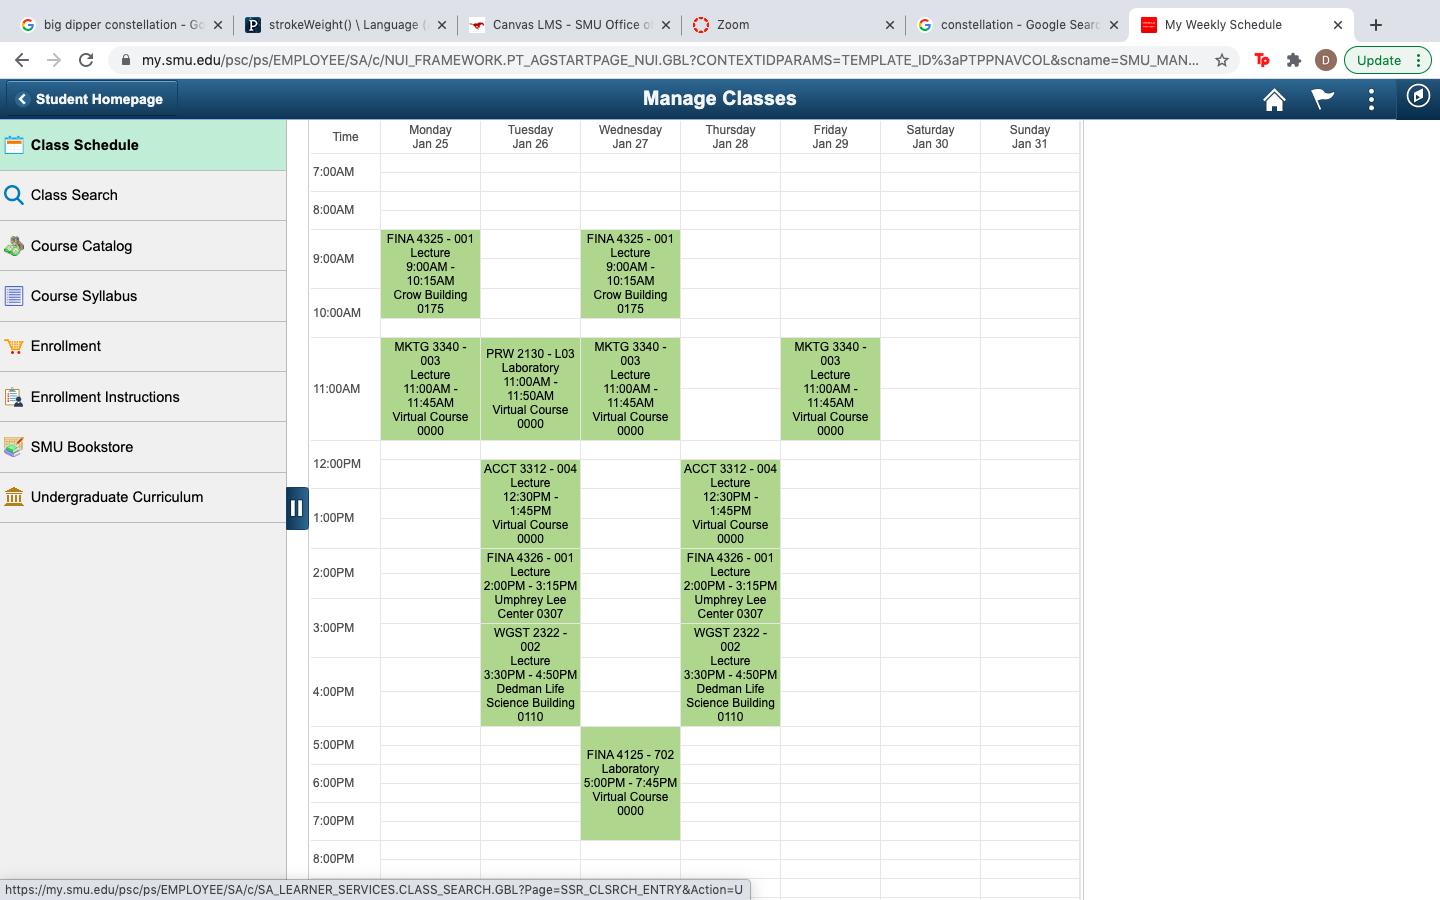 big dipper constellation - Go
strokeWeight() \ Language (
Canvas LMS - SMU Office o
Zoom
constellation - Google Searc
My Weekly Schedule
my.smu.edu/psc/ps/EMPLOYEE/SA/c/NUI_FRAMEWORK.PT_AGSTARTPAGE_NUI.GBL?CONTEXTIDPARAMS=TEMPLATE_ID%3aPTPPNAVCOL&scname=SMU_MAN...
Tp
D
Update
Student Homepage
Manage Classes
Class Schedule
Class Search
Course Catalog
Course Syllabus
Enrollment
Enrollment Instructions
SMU Bookstore
Undergraduate Curriculum
Time
Monday
Jan 25
Tuesday
Jan 26
Wednesday
Jan 27
Thursday
Jan 28
Friday
Jan 29
Saturday
Jan 30
Sunday
Jan 31
7:00AM
8:00AM
9:00AM
FINA 4325 - 001
Lecture
9:00AM -
10:15AM
Crow Building
0175
FINA 4325 - 001
Lecture
9:00AM -
10:15AM
Crow Building
0175
10:00AM
11:00AM
MKTG 3340 -
003
Lecture
11:00AM -
11:45AM
Virtual Course
0000
PRW 2130 - L03
Laboratory
11:00AM -
11:50AM
Virtual Course
0000
MKTG 3340 -
003
Lecture
11:00AM -
11:45AM
Virtual Course
0000
MKTG 3340 -
003
Lecture
11:00AM -
11:45AM
Virtual Course
0000
12:00PM
1:00PM
ACCT 3312 - 004
Lecture
12:30PM -
1:45PM
Virtual Course
0000
ACCT 3312 - 004
Lecture
12:30PM -
1:45PM
Virtual Course
0000
2:00PM
FINA 4326 - 001
Lecture
2:00PM - 3:15PM
Umphrey Lee
Center 0307
FINA 4326 - 001
Lecture
2:00PM - 3:15PM
Umphrey Lee
Center 0307
3:00PM
4:00PM
WGST 2322 -
002
Lecture
3:30PM - 4:50PM
Dedman Life
Science Building
0110
WGST 2322 -
002
Lecture
3:30PM - 4:50PM
Dedman Life
Science Building
0110
5:00PM
6:00PM
7:00PM
FINA 4125 - 702
Laboratory
5:00PM - 7:45PM
Virtual Course
0000
8:00PM
https://my.smu.edu/psc/ps/EMPLOYEE/SA/c/SA_LEARNER_SERVICES.CLASS_SEARCH.GBL?Page=SSR_CLSRCH_ENTRY&Action=U